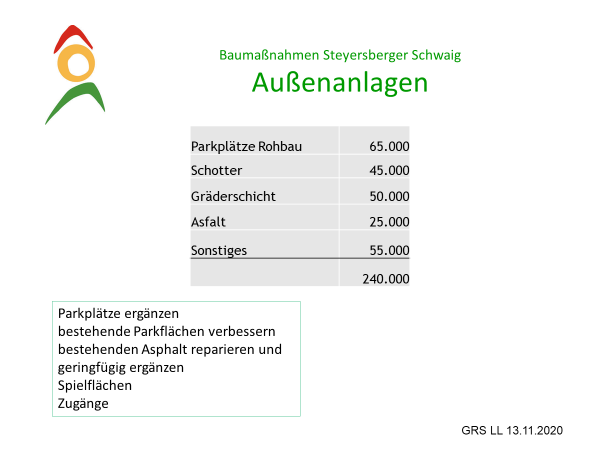 Baumaßnahmen Steyersberger Schwaig
Außenanlagen
Parkplätze Rohbau 65.000
Schotter 45.000
Gräderschicht 50.000
Asfalt 25.000
Sonstiges 55.000
240.000
Parkplätze ergänzen
bestehende Parkflächen verbessern
bestehenden Asphalt reparieren und
geringfügig ergänzen
Spielflächen
Zugänge
GRS LL 13.11.2020